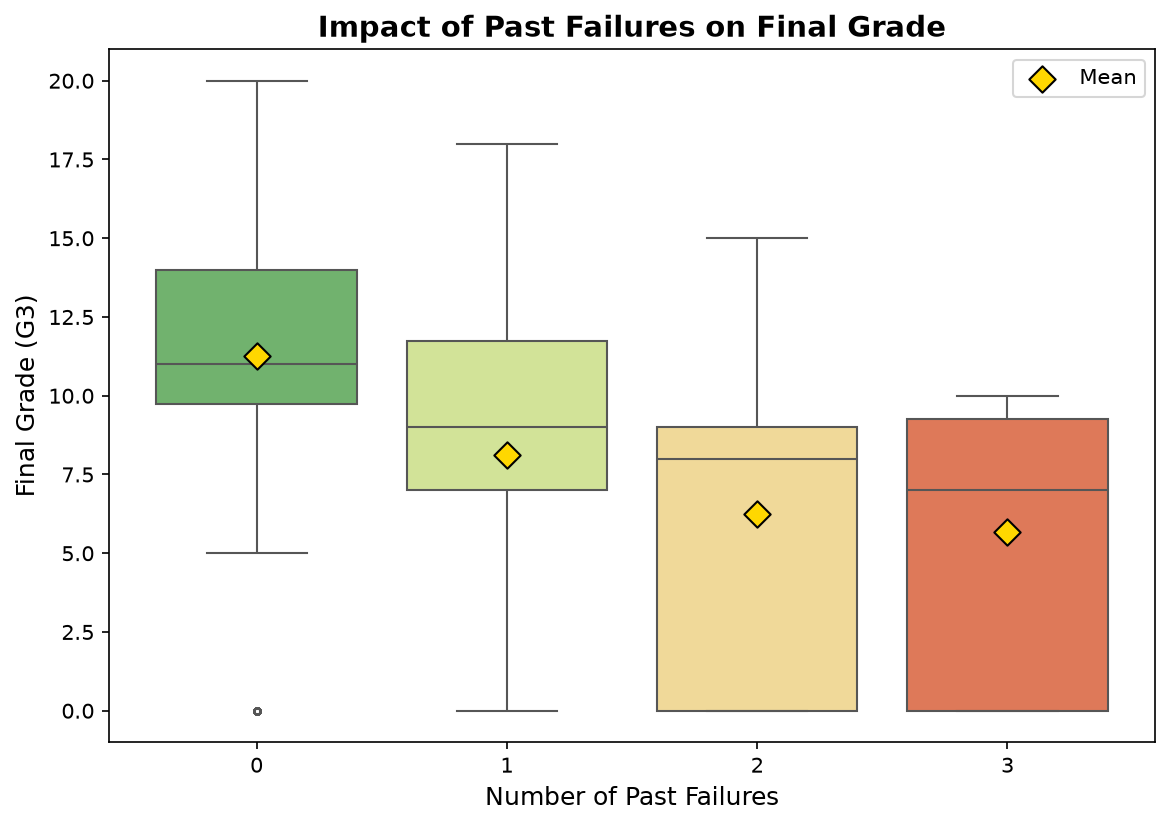 Impact of Past Failures on Final Grade
Mean
Final Grade (G3)
20.0
17.5
15.0
12.5
10.0
7.5
5.0
2.5
0.0
0 1 2 3
Number of Past Failures